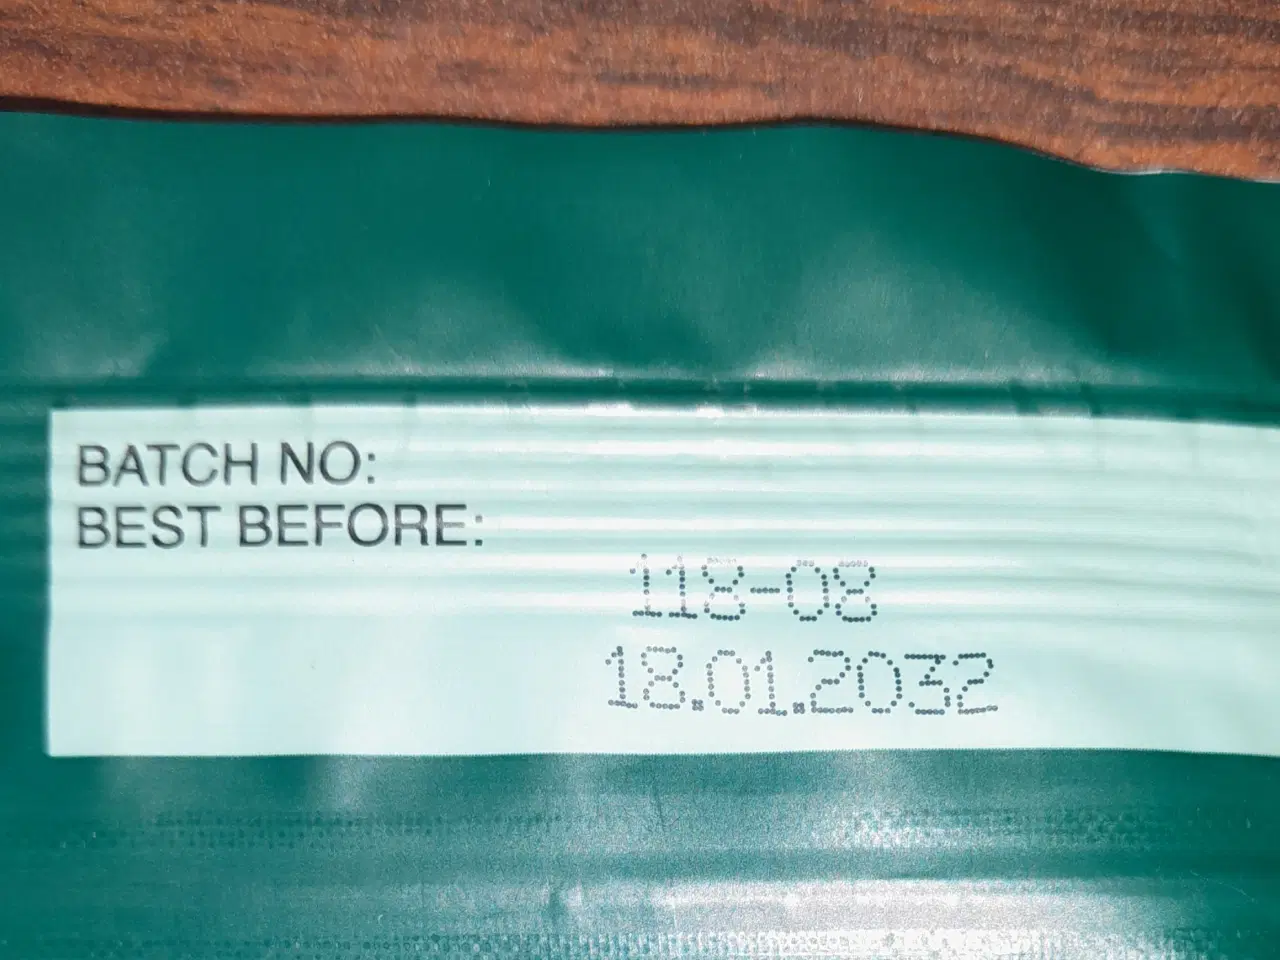 BATCH NO:
BEST BEFORE:
118-08
18.01.2032